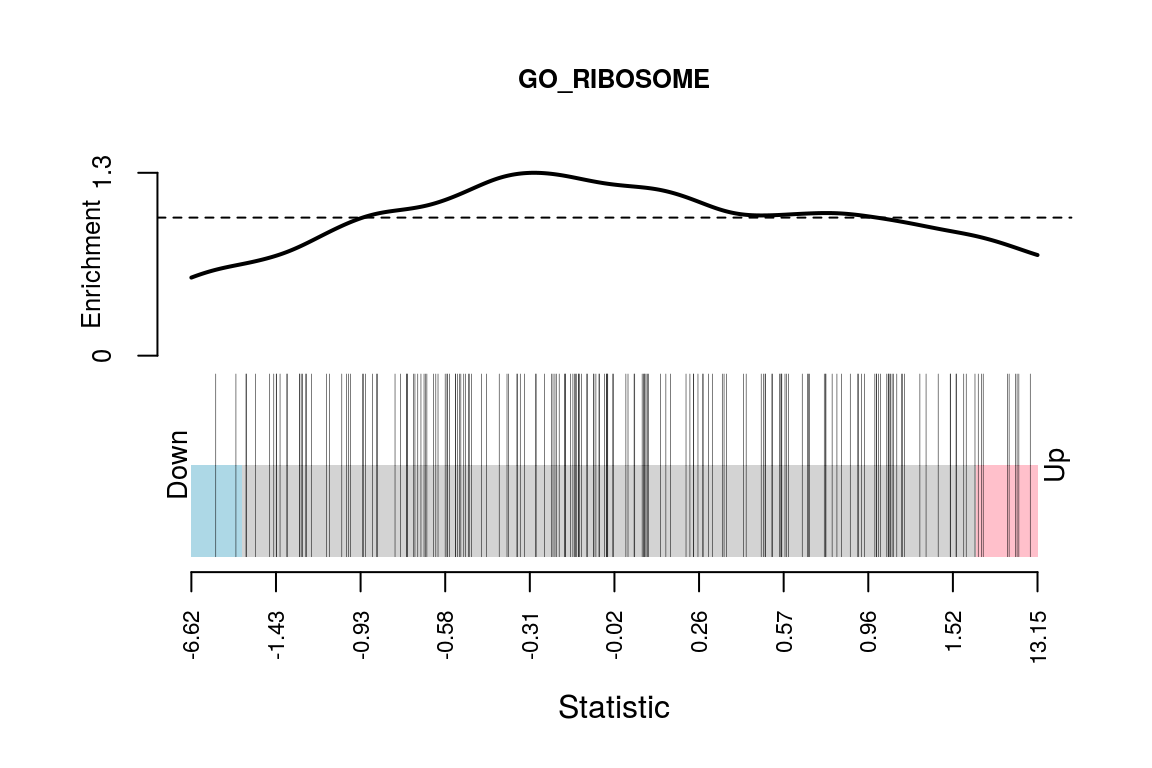 GO_RIBOSOME
Enrichment
1.3
0
Down
Up
-6.62
-1.43
-0.93
-0.58
-0.31
-0.02
0.26
0.57
0.96
1.52
13.15
Statistic